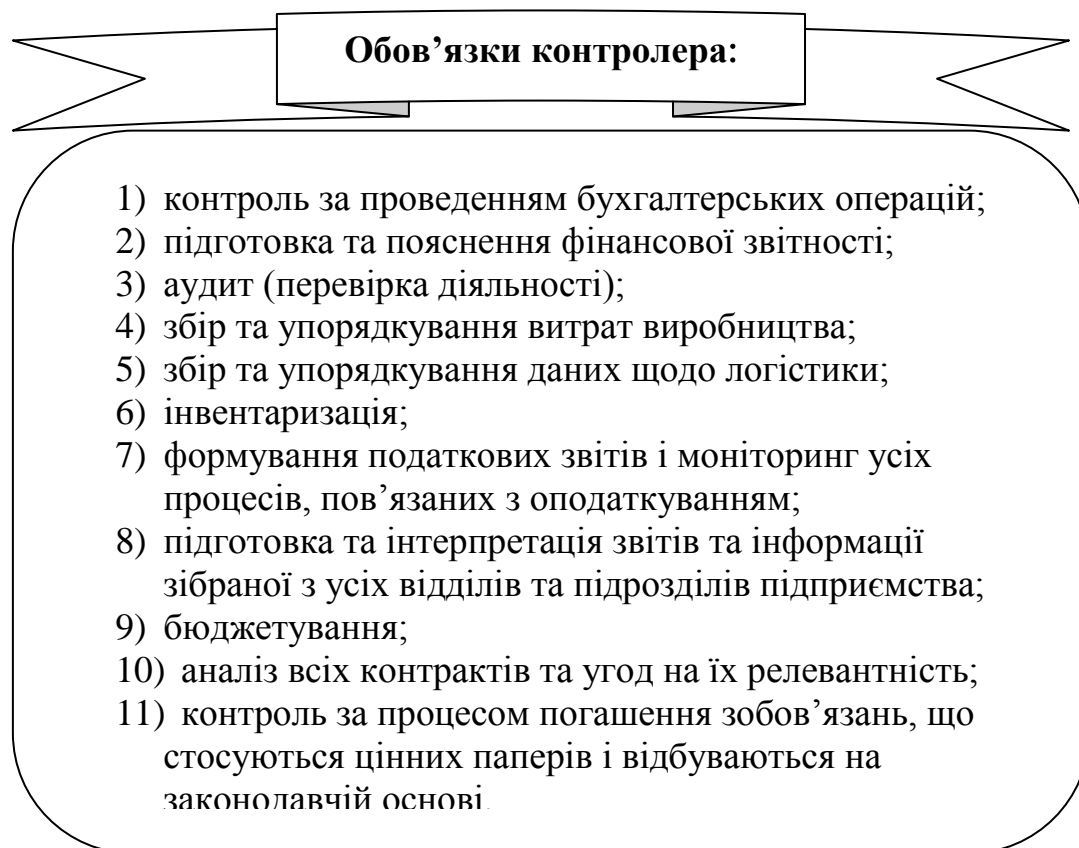 Обов’язки контролера:
1) контроль за проведенням бухгалтерських операцій;
2) підготовка та пояснення фінансової звітності;
3) аудит (перевірка діяльності);
4) збір та упорядкування витрат виробництва;
5) збір та упорядкування даних щодо логістики;
6) інвентаризація;
7) формування податкових звітів і моніторинг усіх
процесів, пов’язаних з оподаткуванням;
8) підготовка та інтерпретація звітів та інформації
зібраної з усіх відділів та підрозділів підприємства;
9) бюджетування;
10) аналіз всіх контрактів та угод на їх релевантність;
11) контроль за процесом погашення зобов’язань, що
стосуються цінних паперів і відбуваються на
законодавчій основі.